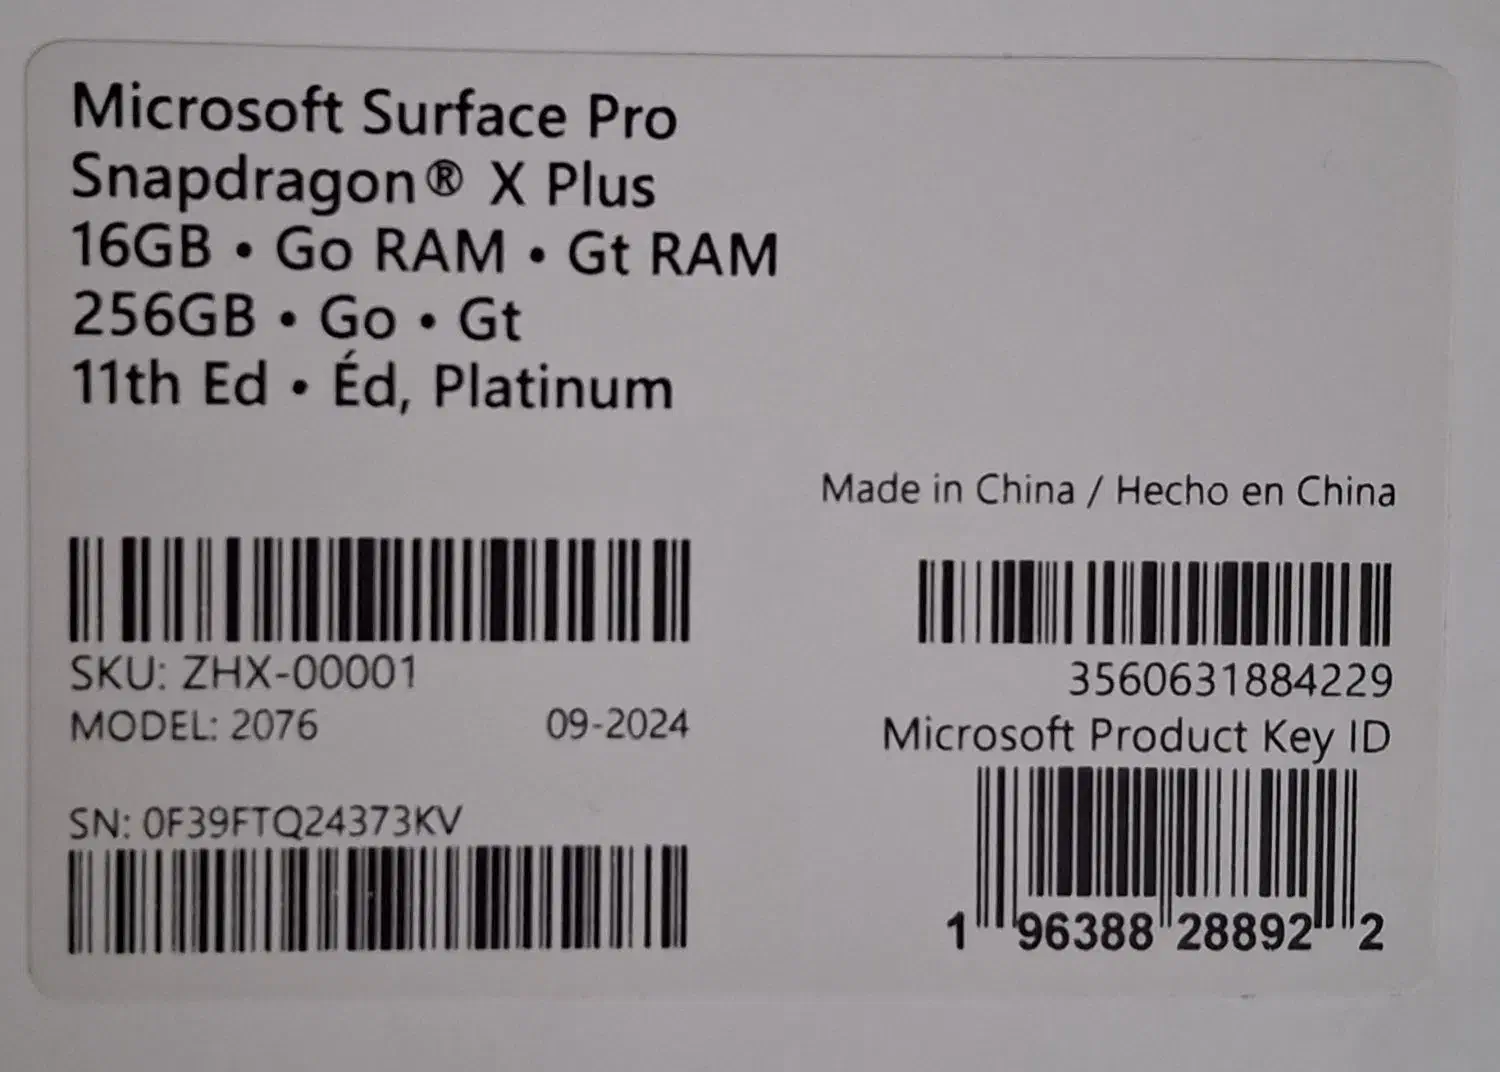 Microsoft Surface Pro
Snapdragon® X Plus
16GB • Go RAM • Gt RAM
256GB • Go • Gt
11th Ed • Éd, Platinum
Made in China / Hecho en China
SKU: ZHX-00001
MODEL: 2076 09-2024
SN: 0F39FTQ24373KV
3560631884229
Microsoft Product Key ID
1 96388 28892 2